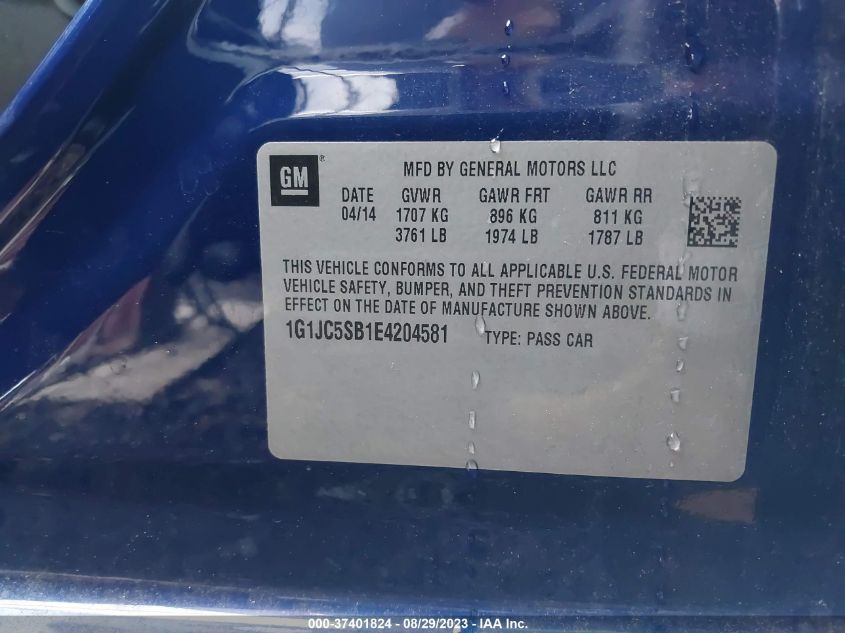 GM ®
MFD BY GENERAL MOTORS LLC
DATE GVWR GAWR FRT GAWR RR
04/14 1707 KG 896 KG 811 KG
3761 LB 1974 LB 1787 LB
THIS VEHICLE CONFORMS TO ALL APPLICABLE U.S. FEDERAL MOTOR
VEHICLE SAFETY, BUMPER, AND THEFT PREVENTION STANDARDS IN
EFFECT ON THE DATE OF MANUFACTURE SHOWN ABOVE.
1G1JC5SB1E4204581 TYPE: PASS CAR
000-37401824 - 08/29/2023 - IAA Inc.